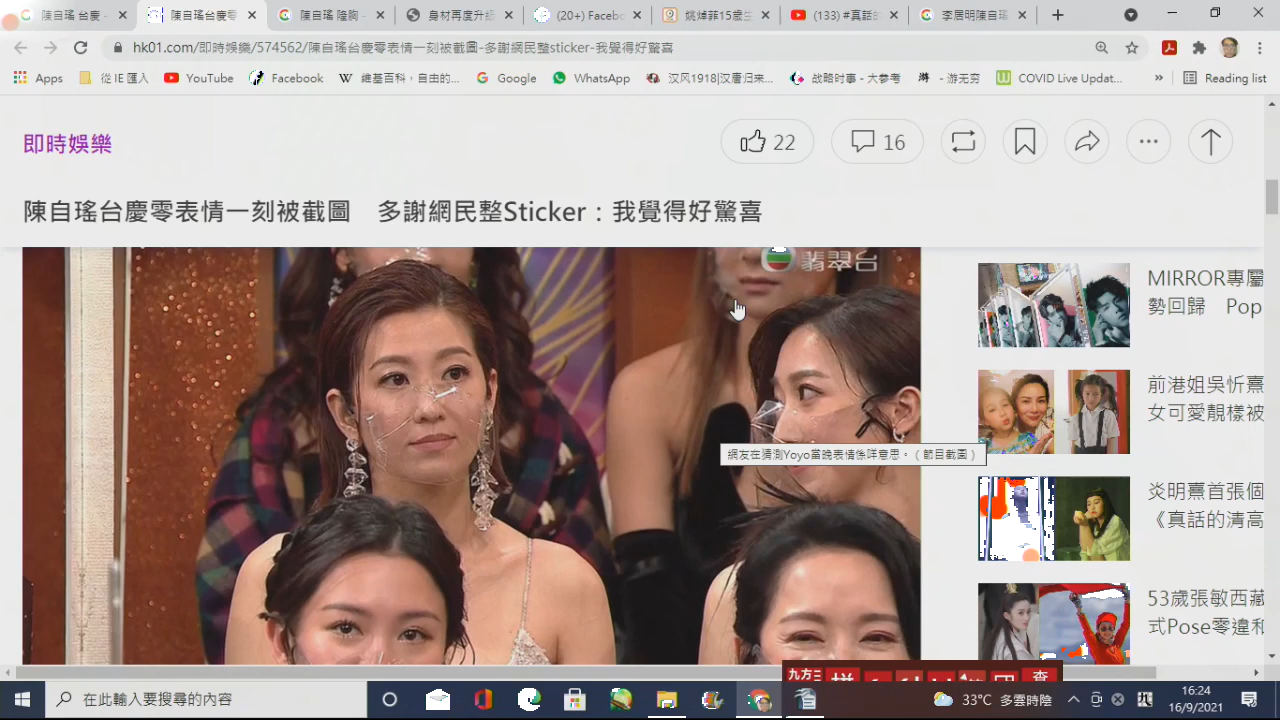 陳自瑤 台慶 -
陳自瑤台慶零
陳自瑤 隆胸 -
身材再度升級
(20+) Facebo
姚焯菲15歲生
(133) #真話的
李居明陳自瑤
hk01.com/即時娛樂/574562/陳自瑤台慶零表情一刻被截圖-多謝網民整sticker-我覺得好驚喜
Apps
從 IE 匯入
YouTube
Facebook
維基百科，自由的...
Google
WhatsApp
汉风1918|汉唐归来...
战略时事 - 大参考
- 游无穷
COVID Live Updat...
»
Reading list
即時娛樂
22
16
陳自瑤台慶零表情一刻被截圖　多謝網民整Sticker：我覺得好驚喜
翡翠台
MIRROR專屬
勢回歸　Pop
前港姐吳忻熹
女可愛靚樣被
網友在猜測Yoyo當晚表情係咩意思。（節目截圖）
炎明熹首張個
《真話的清高
53歲張敏西藏
式Pose零違和
九方
查
在此輸入要搜尋的內容
33°C 多雲時陰
16:24
16/9/2021